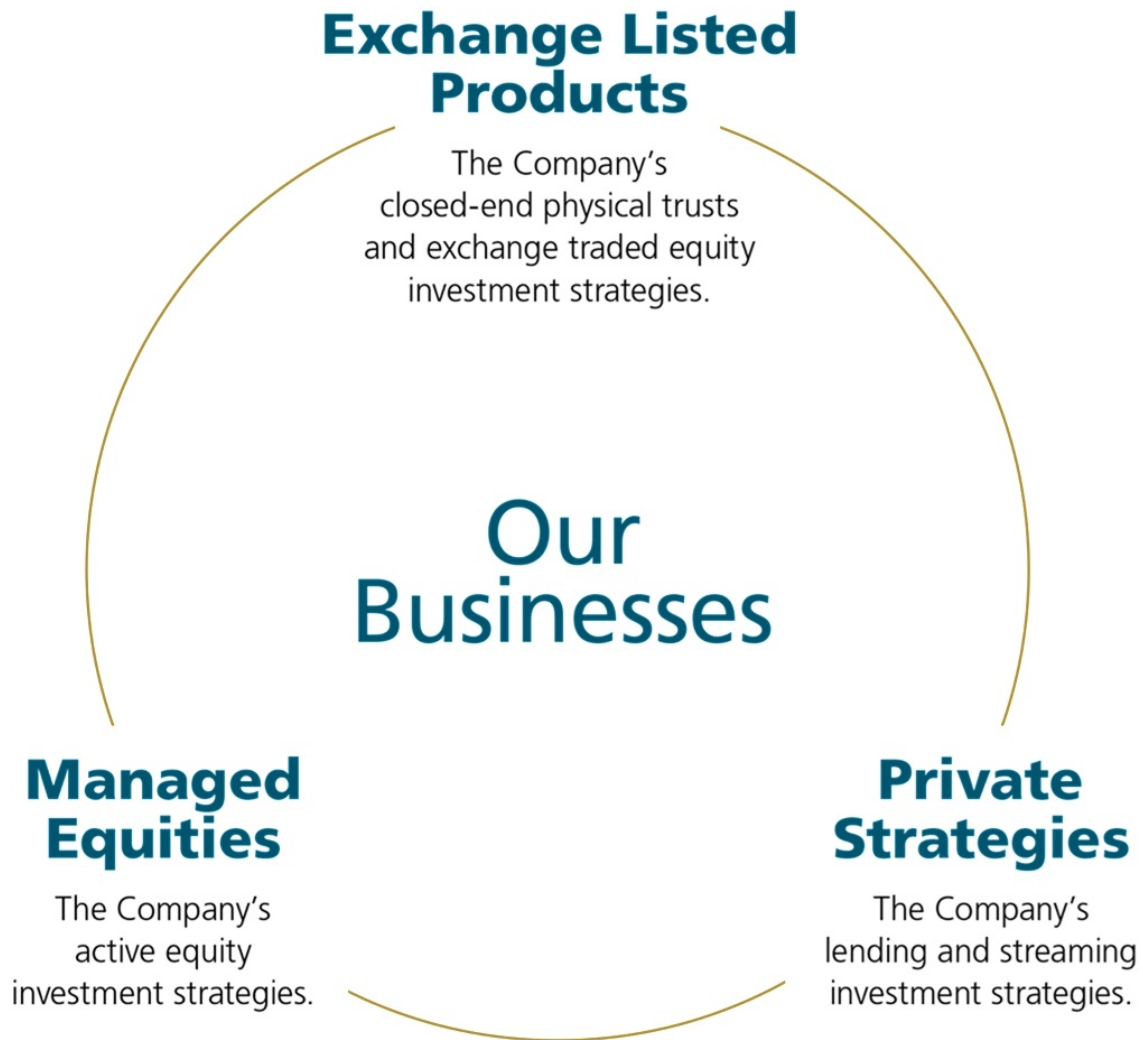 Exchange Listed
Products
The Company’s
closed-end physical trusts
and exchange traded equity
investment strategies.
Our
Businesses
Managed
Equities
The Company’s
active equity
investment strategies.
Private
Strategies
The Company’s
lending and streaming
investment strategies.